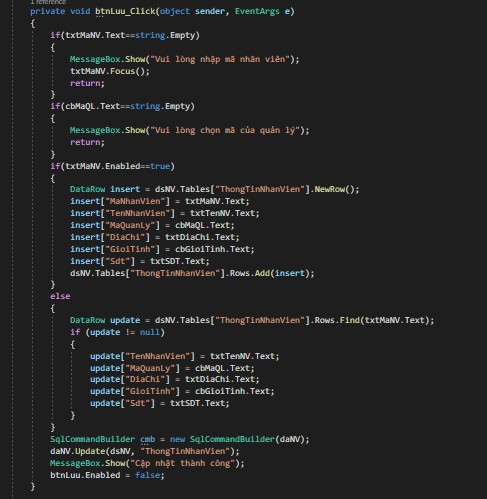 1 reference
private void btnLuu_Click(object sender, EventArgs e)
{
if(txtMaNV.Text==string.Empty)
{
MessageBox.Show("Vui lòng nhập mã nhân viên");
txtMaNV.Focus();
return;
}
if(cbMaQL.Text==string.Empty)
{
MessageBox.Show("Vui lòng chọn mã của quản lý");
return;
}
if(txtMaNV.Enabled==true)
{
DataRow insert = dsNV.Tables["ThongTinNhanVien"].NewRow();
insert["MaNhanVien"] = txtMaNV.Text;
insert["TenNhanVien"] = txtTenNV.Text;
insert["MaQuanLy"] = cbMaQL.Text;
insert["DiaChi"] = txtDiaChi.Text;
insert["GioiTinh"] = cbGioiTinh.Text;
insert["Sdt"] = txtSDT.Text;
dsNV.Tables["ThongTinNhanVien"].Rows.Add(insert);
}
else
{
DataRow update = dsNV.Tables["ThongTinNhanVien"].Rows.Find(txtMaNV.Text);
if (update != null)
{
update["TenNhanVien"] = txtTenNV.Text;
update["MaQuanLy"] = cbMaQL.Text;
update["DiaChi"] = txtDiaChi.Text;
update["GioiTinh"] = cbGioiTinh.Text;
update["Sdt"] = txtSDT.Text;
}
}
SqlCommandBuilder cmb = new SqlCommandBuilder(daNV);
daNV.Update(dsNV, "ThongTinNhanVien");
MessageBox.Show("Cập nhật thành công");
btnLuu.Enabled = false;
}